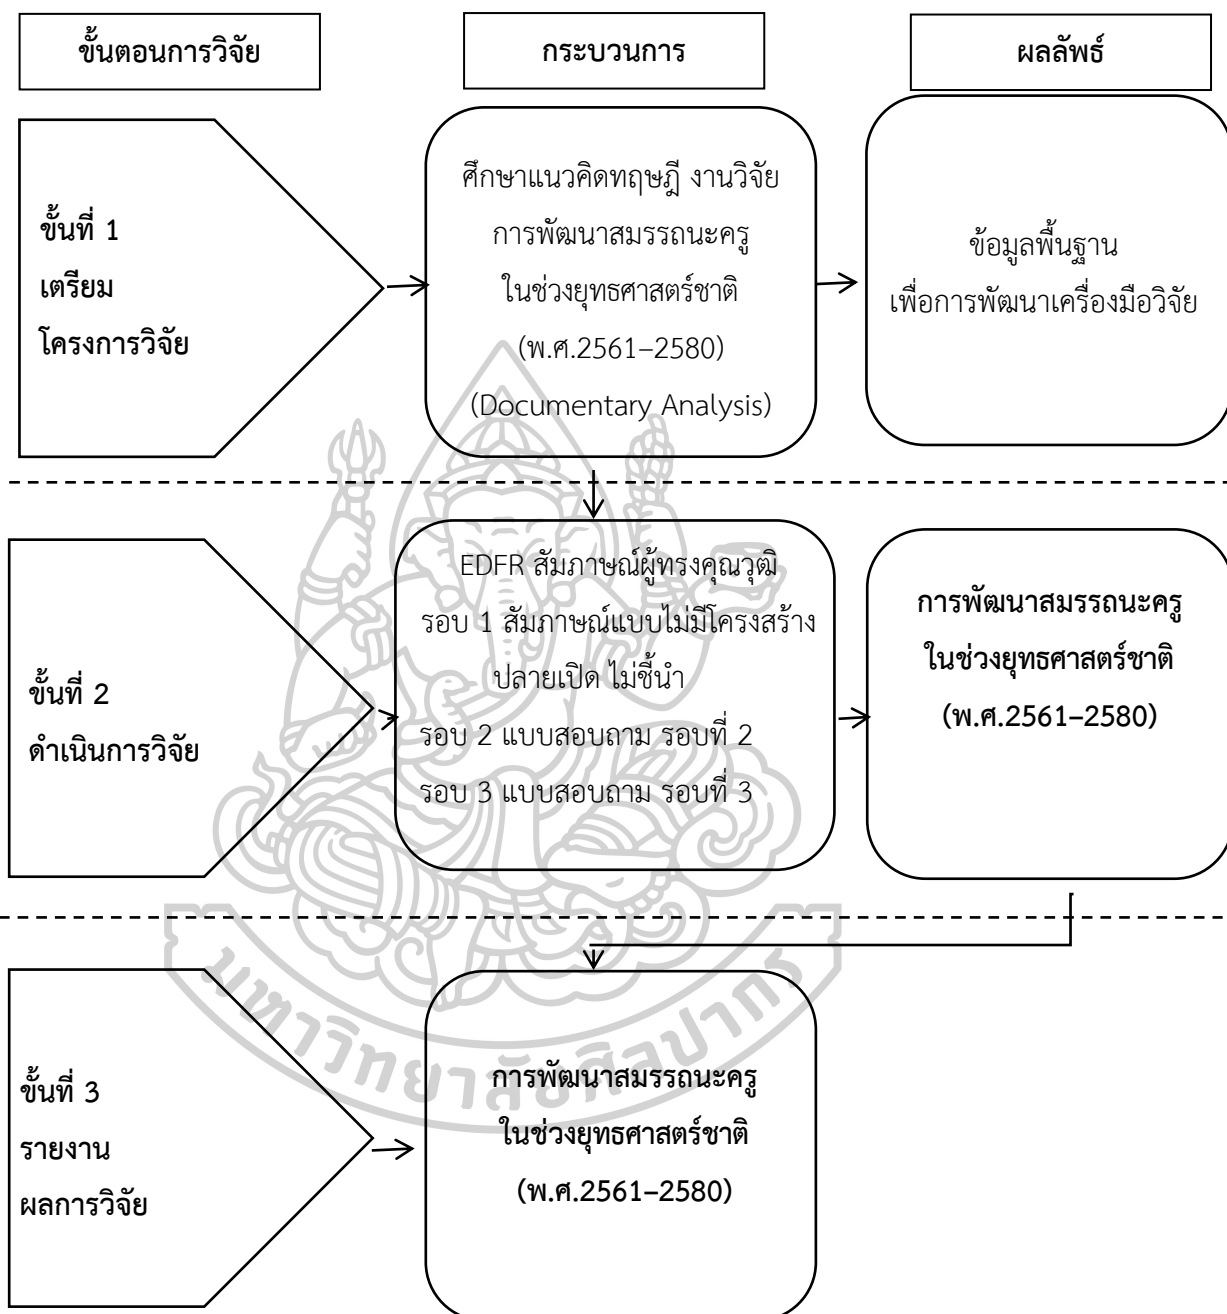 ขั้นตอนการวิจัย
กระบวนการ
ผลลัพธ์
ขั้นที่ 1
เตรียม
โครงการวิจัย
ศึกษาแนวคิดทฤษฎี งานวิจัย
การพัฒนาสมรรถนะครู
ในช่วงยุทธศาสตร์ชาติ
(พ.ศ.2561–2580)
(Documentary Analysis)
ข้อมูลพื้นฐาน
เพื่อการพัฒนาเครื่องมือวิจัย
ขั้นที่ 2
ดำเนินการวิจัย
EDFR สัมภาษณ์ผู้ทรงคุณวุฒิ
รอบ 1 สัมภาษณ์แบบไม่มีโครงสร้าง
ปลายเปิด ไม่ชี้นำ
รอบ 2 แบบสอบถาม รอบที่ 2
รอบ 3 แบบสอบถาม รอบที่ 3
การพัฒนาสมรรถนะครู
ในช่วงยุทธศาสตร์ชาติ
(พ.ศ.2561–2580)
ขั้นที่ 3
รายงาน
ผลการวิจัย
การพัฒนาสมรรถนะครู
ในช่วงยุทธศาสตร์ชาติ
(พ.ศ.2561–2580)
มหาวิทยาลัยศิลปากร